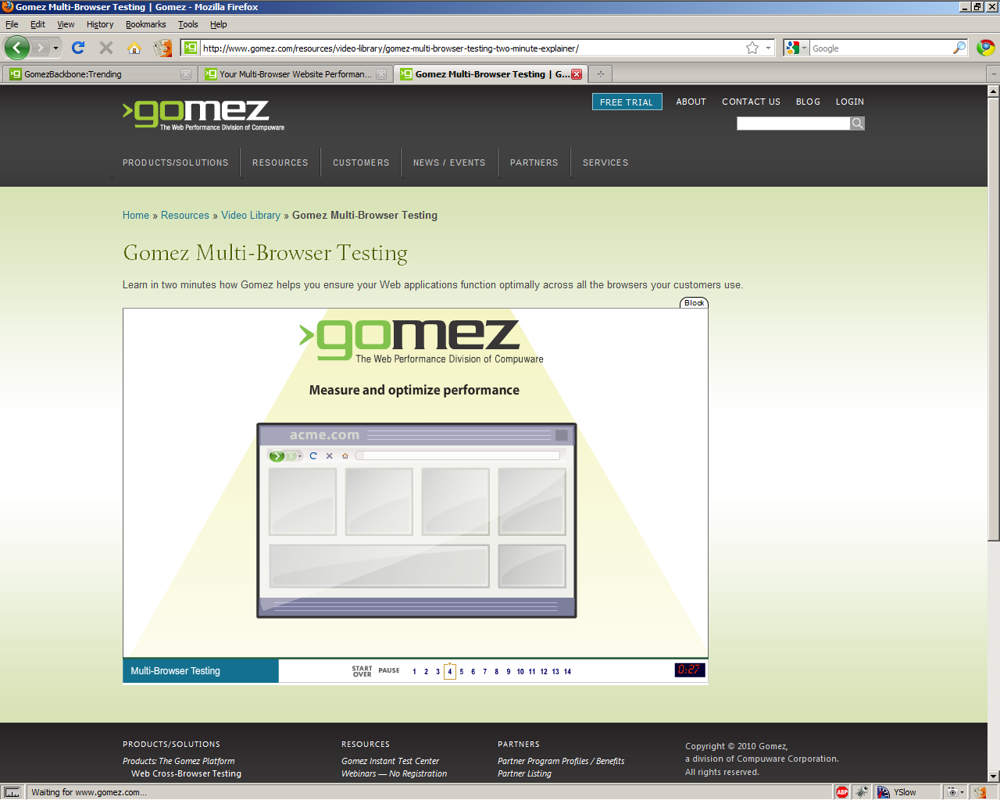 Gomez Multi-Browser Testing | Gomez - Mozilla Firefox
File Edit View History Bookmarks Tools Help
http://www.gomez.com/resources/video-library/gomez-multi-browser-testing-two-minute-explainer/
Google
GomezBackbone:Trending
Your Multi-Browser Website Performan...
Gomez Multi-Browser Testing | G...
gomez
The Web Performance Division of Compuware
FREE TRIAL ABOUT CONTACT US BLOG LOGIN
PRODUCTS/SOLUTIONS RESOURCES CUSTOMERS NEWS / EVENTS PARTNERS SERVICES
Home » Resources » Video Library » Gomez Multi-Browser Testing
Gomez Multi-Browser Testing
Learn in two minutes how Gomez helps you ensure your Web applications function optimally across all the browsers your customers use.
Block
gomez
The Web Performance Division of Compuware
Measure and optimize performance
acme.com
Multi-Browser Testing
START OVER PAUSE 1 2 3 4 5 6 7 8 9 10 11 12 13 14
0:27
PRODUCTS/SOLUTIONS
Products: The Gomez Platform
Web Cross-Browser Testing
RESOURCES
Gomez Instant Test Center
Webinars — No Registration
PARTNERS
Partner Program Profiles / Benefits
Partner Listing
Copyright © 2010 Gomez,
a division of Compuware Corporation.
All rights reserved.
Waiting for www.gomez.com...
ABP
YSlow